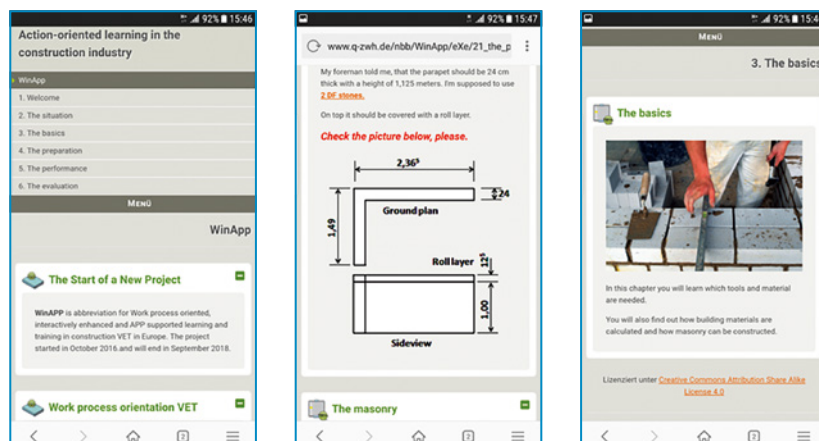 92% 15:46
Action-oriented learning in the
construction industry
WinApp
1. Welcome
2. The situation
3. The basics
4. The preparation
5. The performance
6. The evaluation
MENÜ
WinApp
The Start of a New Project
WinAPP is abbreviation for Work process oriented,
interactively enhanced and APP supported learning and
training in construction VET in Europe. The project
started in October 2016 and will end in September 2018.
Work process orientation VET
2
92% 15:47
www.q-zwh.de/nbb/WinApp/eXe/21_the_p
My foreman told me, that the parapet should be 24 cm
thick with a height of 1,125 meters. I'm supposed to use
2 DF stones.
On top it should be covered with a roll layer.
Check the picture below, please.
2,36⁵
24
Ground plan
1,49
Roll layer
12⁵
1,00
Sideview
The masonry
2
92% 15:4
MENÜ
3. The basics
The basics
In this chapter you will learn which tools and material
are needed.
You will also find out how building materials are
calculated and how masonry can be constructed.
Lizenziert unter Creative Commons Attribution Share Alike
License 4.0
2